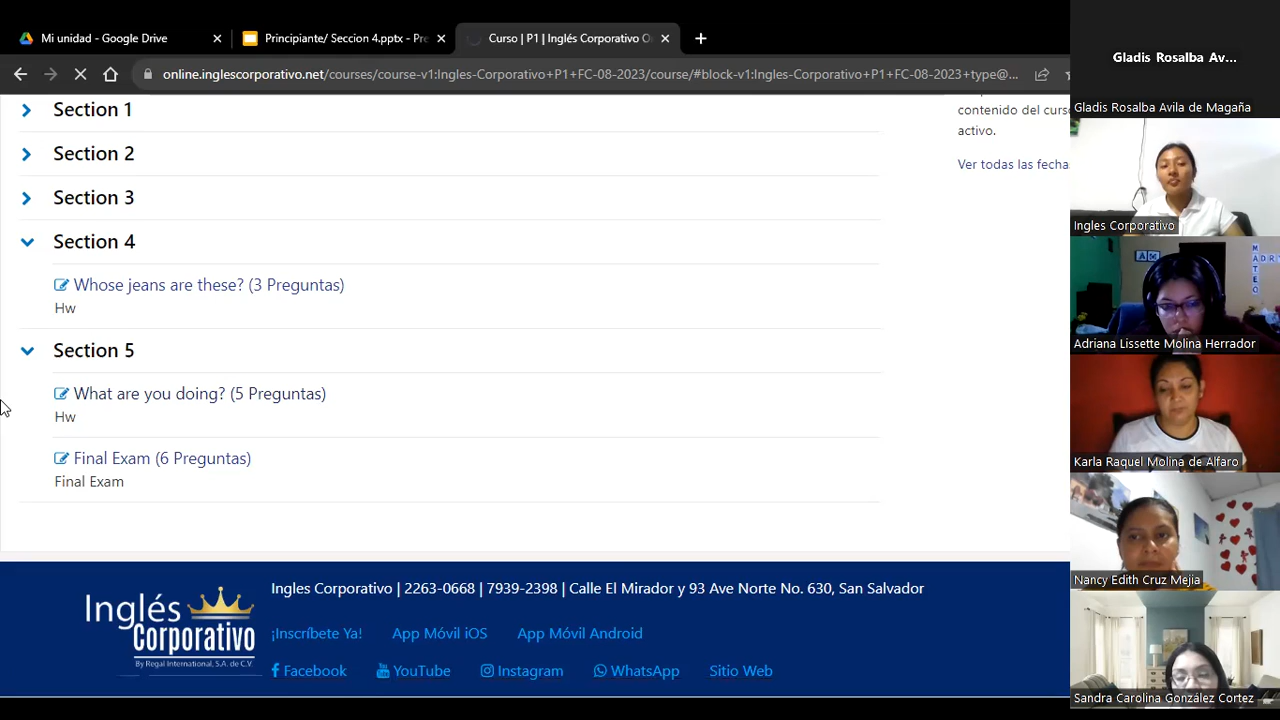 Mi unidad - Google Drive
Principiante/ Seccion 4.pptx - Pre
Curso | P1 | Inglés Corporativo O
online.inglescorporativo.net/courses/course-v1:Ingles-Corporativo+P1+FC-08-2023/course/#block-v1:Ingles-Corporativo+P1+FC-08-2023+type@...
Section 1
contenido del curso
activo.
Section 2
Ver todas las fecha
Section 3
Section 4
Whose jeans are these? (3 Preguntas)
Hw
Section 5
What are you doing? (5 Preguntas)
Hw
Final Exam (6 Preguntas)
Final Exam
Inglés
Corporativo
By Regal International, S.A. de C.V.
Ingles Corporativo | 2263-0668 | 7939-2398 | Calle El Mirador y 93 Ave Norte No. 630, San Salvador
¡Inscríbete Ya! App Móvil iOS App Móvil Android
Facebook YouTube Instagram WhatsApp Sitio Web
Gladis Rosalba Av...
Gladis Rosalba Avila de Magaña
Ingles Corporativo
AM
MATEO
ADR
Adriana Lissette Molina Herrador
Karla Raquel Molina de Alfaro
Nancy Edith Cruz Mejia
Sandra Carolina González Cortez